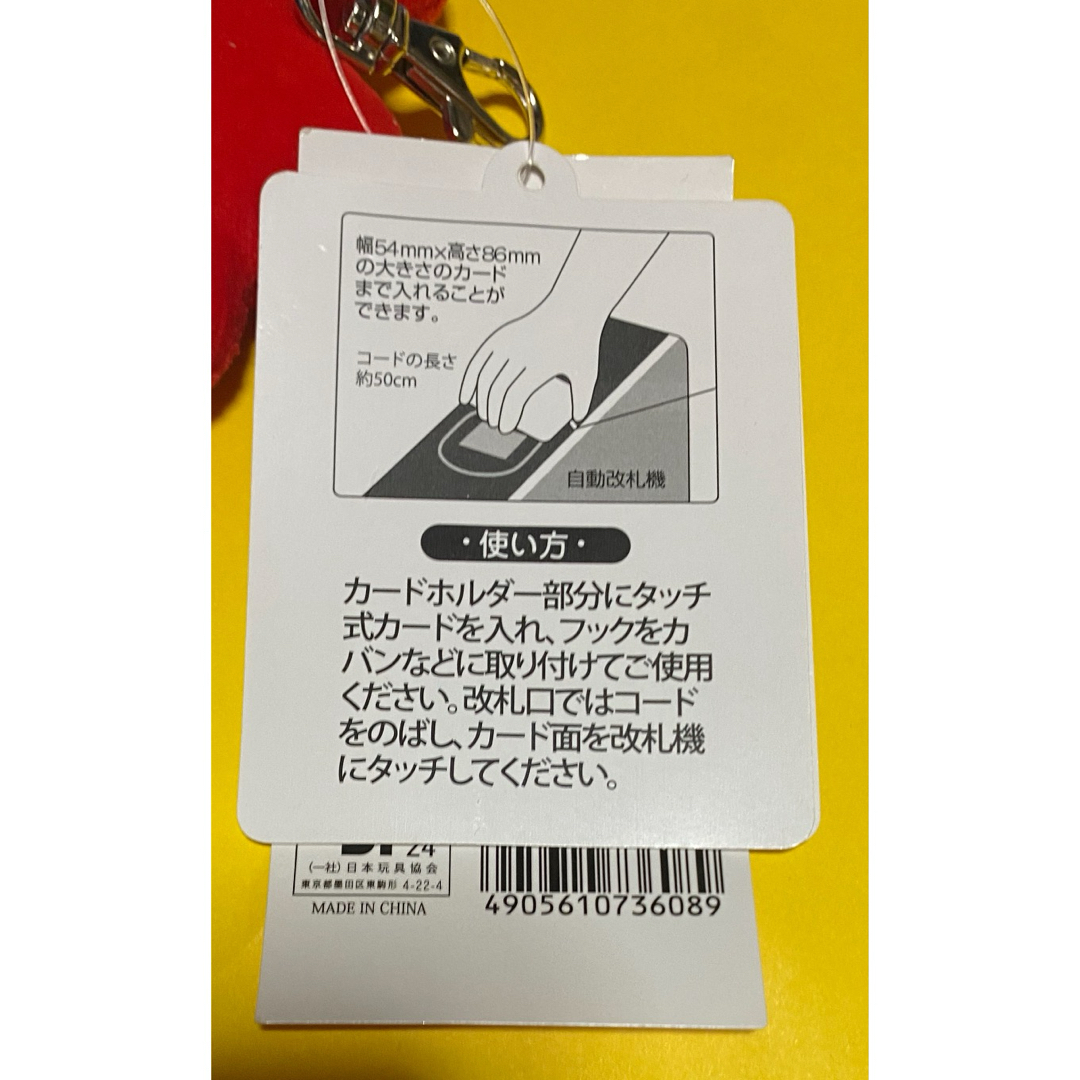 幅54mm×高さ86mm
の大きさのカード
まで入れることが
できます。
コードの長さ
約50cm
自動改札機
・使い方・
カードホルダー部分にタッチ
式カードを入れ、フックをカ
バンなどに取り付けてご使用
ください。改札口ではコード
をのばし、カード面を改札機
にタッチしてください。
24
(一社)日本玩具協会
東京都墨田区東駒形 4-22-4
MADE IN CHINA
4905610736089